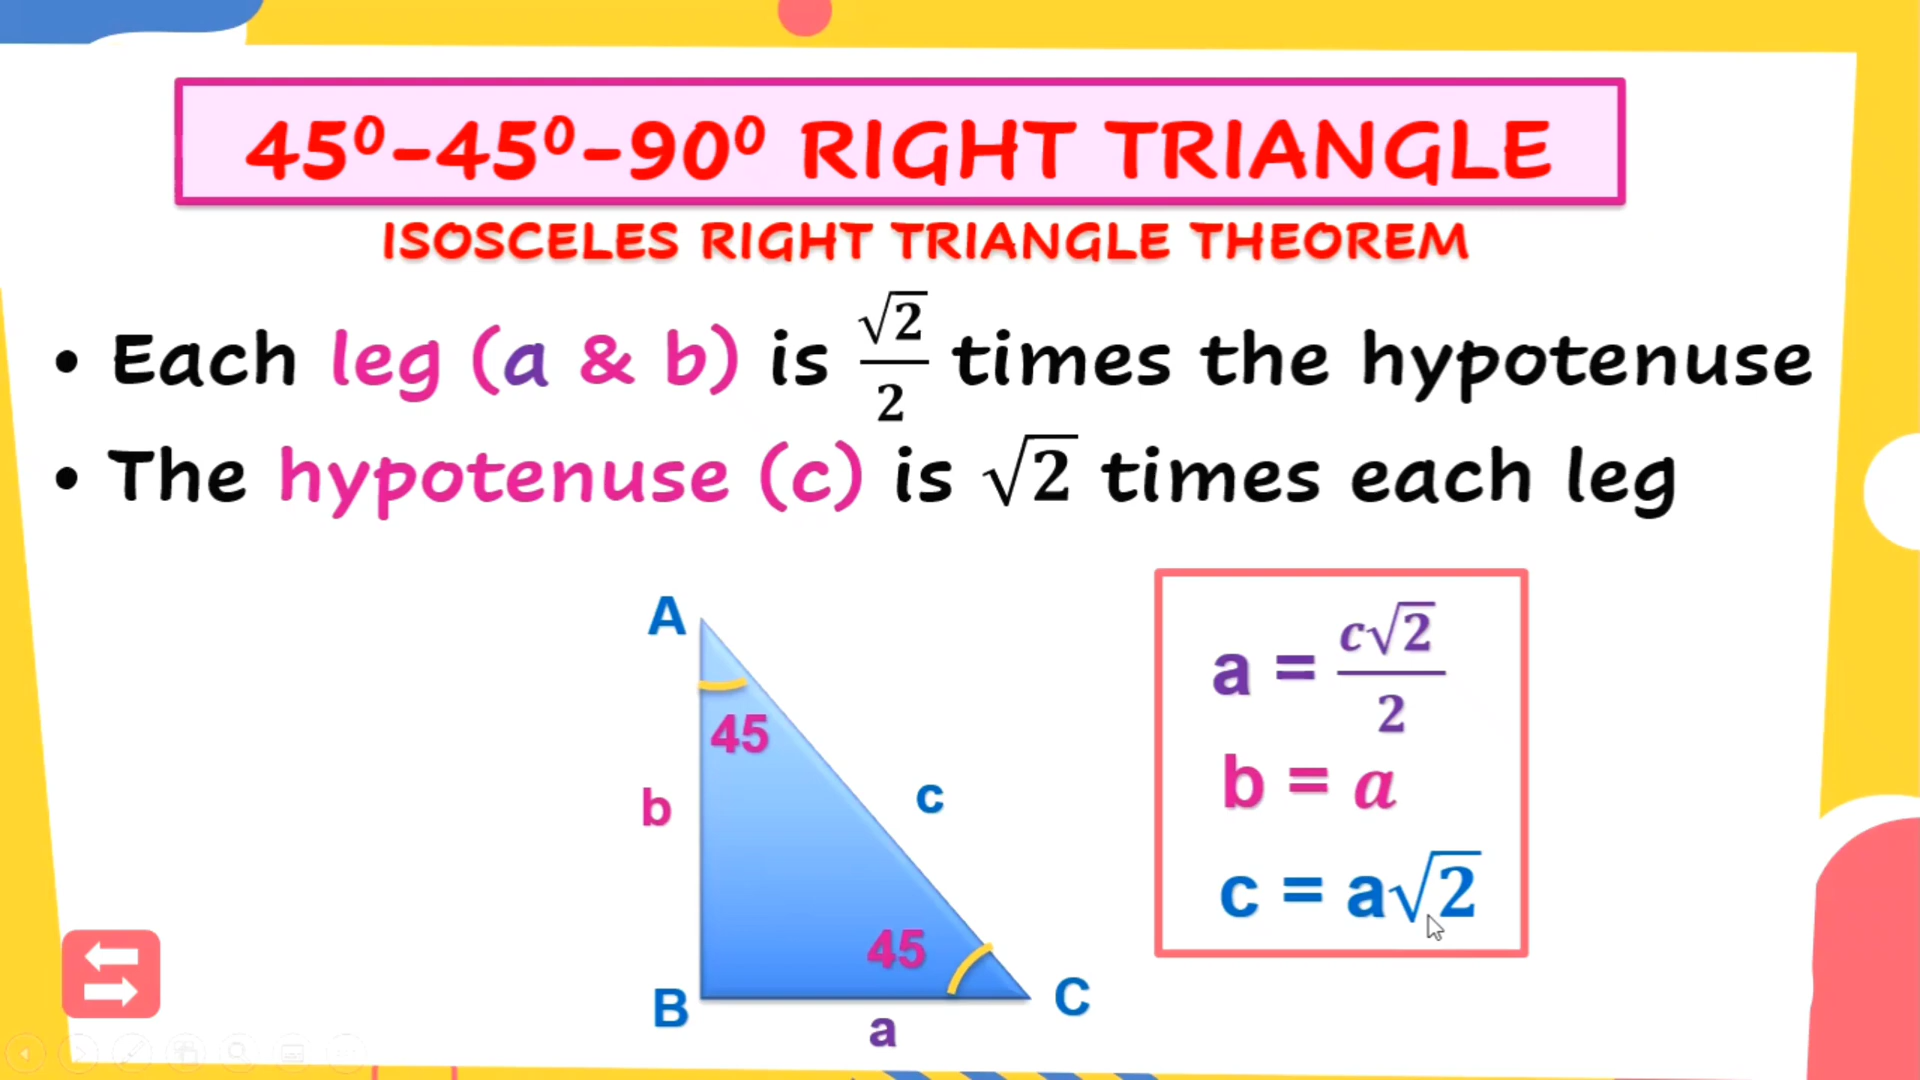 45⁰-45⁰-90⁰ RIGHT TRIANGLE
ISOSCELES RIGHT TRIANGLE THEOREM
• Each leg (a & b) is √2/2 times the hypotenuse
• The hypotenuse (c) is √2 times each leg
A
45
b
c
45
B
C
a
a = c√2/2
b = a
c = a√2